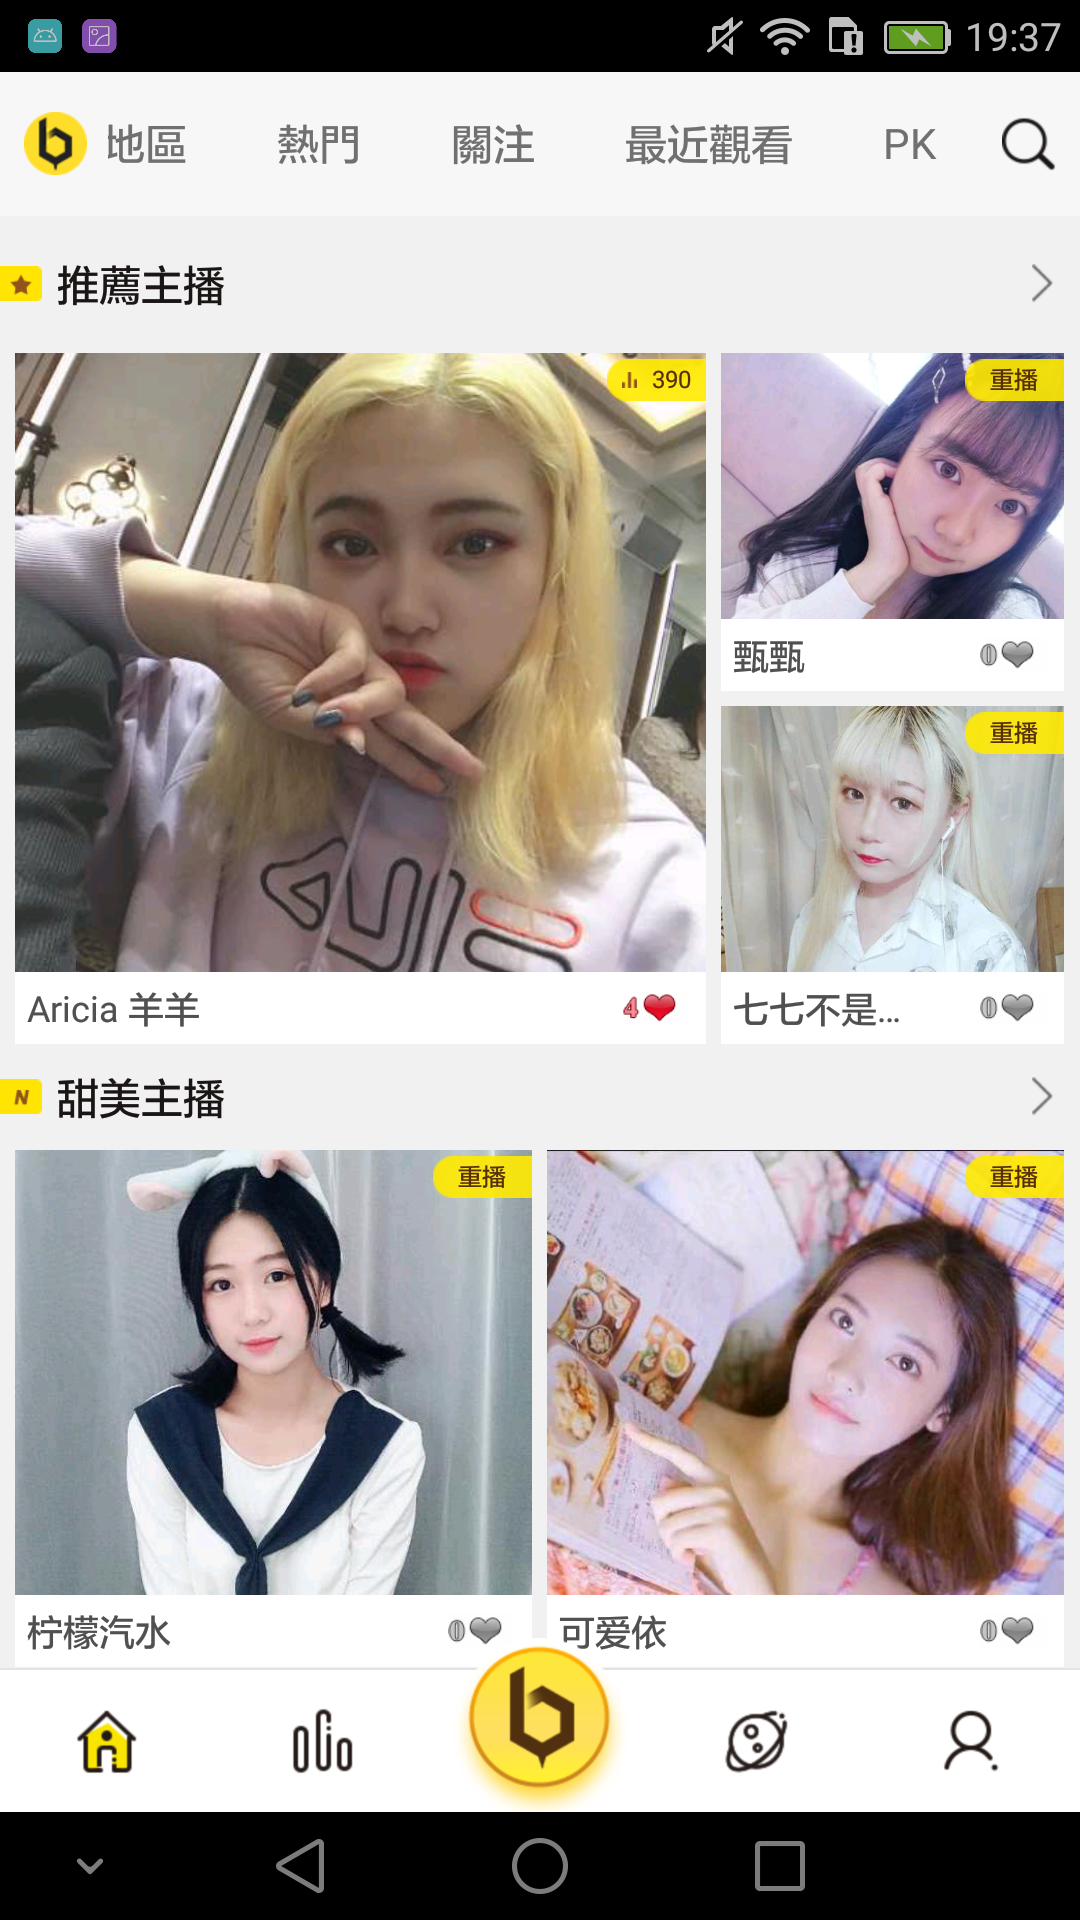 19:37
地區 熱門 關注 最近觀看 PK
推薦主播
390
重播
甄甄 0
重播
Aricia 羊羊 4
七七不是... 0
N 甜美主播
重播
重播
柠檬汽水 0
可爱依 0